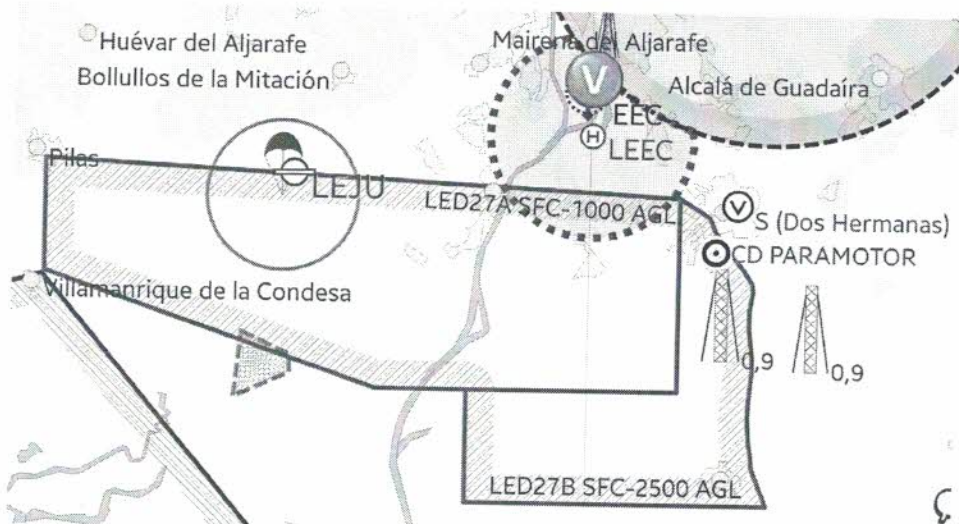 Huévar del Aljarafe
Mairena del Aljarafe
Bollullos de la Mitación
V
Alcalá de Guadaíra
EEC
H
LEEC
Pilas
LEJU
LED27A SFC-1000 AGL
V
S (Dos Hermanas)
CD PARAMOTOR
Villamanrique de la Condesa
0,9
0,9
LED27B SFC-2500 AGL